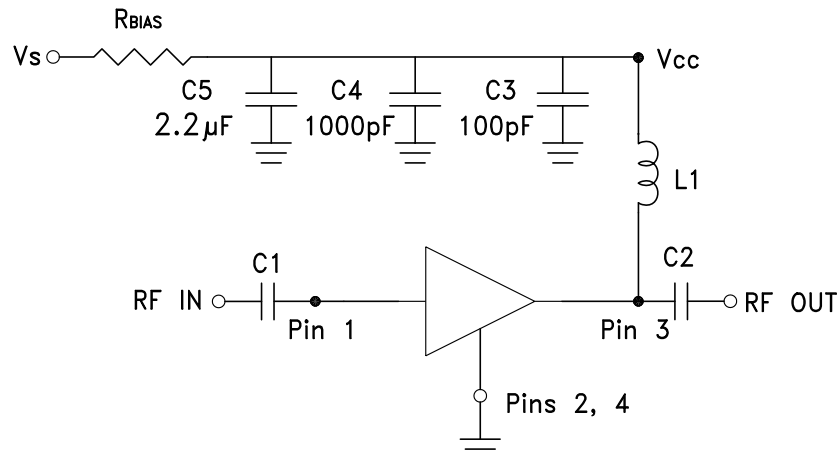 RBIAS
Vs
Vcc
C5
2.2µF
C4
1000pF
C3
100pF
L1
C1
C2
RF IN
RF OUT
Pin 1
Pin 3
Pins 2, 4